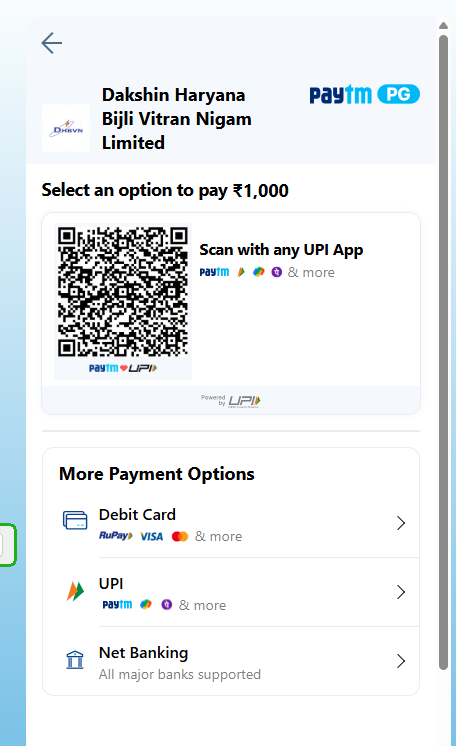 Dakshin Haryana
Bijli Vitran Nigam
Limited
paytm PG
DHBVN
Select an option to pay ₹1,000
Scan with any UPI App
paytm & more
paytm UPI
Powered by UPI
More Payment Options
Debit Card
RuPay VISA & more
UPI
paytm & more
Net Banking
All major banks supported